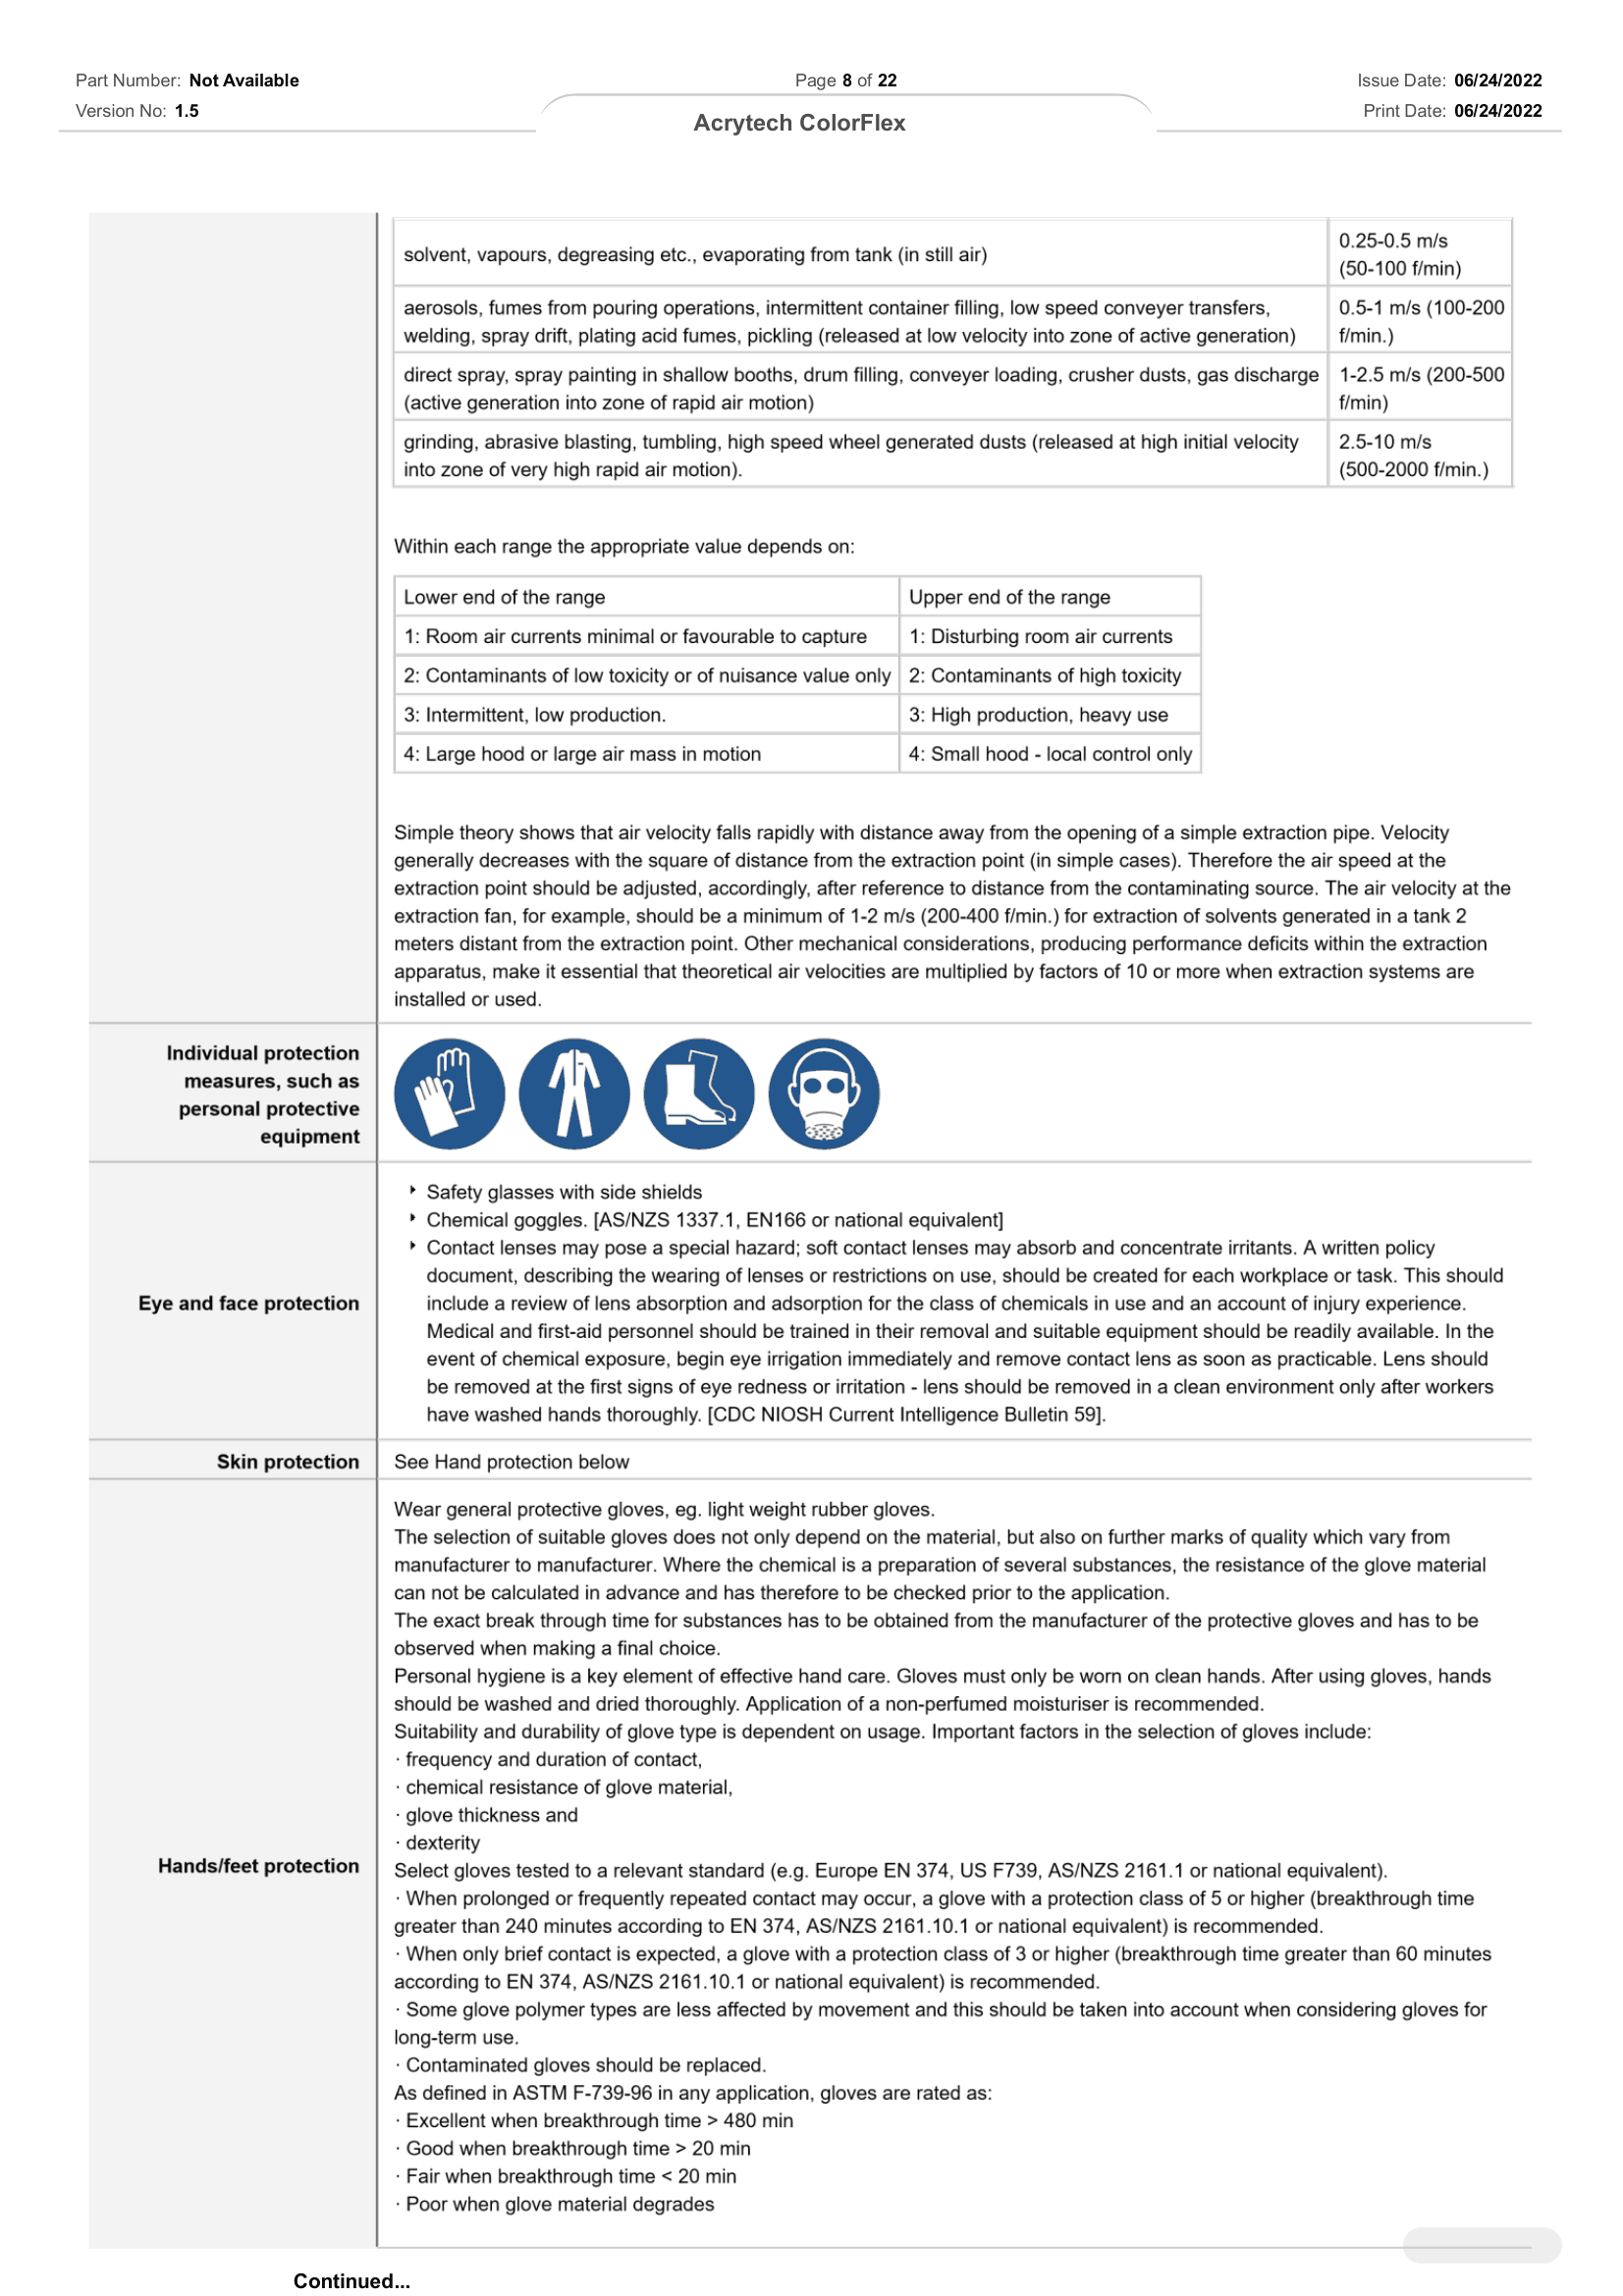 Part Number: Not Available
Page 8 of 22
Issue Date: 06/24/2022
Version No: 1.5
Acrytech ColorFlex
Print Date: 06/24/2022
solvent, vapours, degreasing etc., evaporating from tank (in still air)
0.25-0.5 m/s
(50-100 f/min)
aerosols, fumes from pouring operations, intermittent container filling, low speed conveyer transfers,
welding, spray drift, plating acid fumes, pickling (released at low velocity into zone of active generation)
0.5-1 m/s (100-200
f/min.)
direct spray, spray painting in shallow booths, drum filling, conveyer loading, crusher dusts, gas discharge
(active generation into zone of rapid air motion)
1-2.5 m/s (200-500
f/min)
grinding, abrasive blasting, tumbling, high speed wheel generated dusts (released at high initial velocity
into zone of very high rapid air motion).
2.5-10 m/s
(500-2000 f/min.)
Within each range the appropriate value depends on:
Lower end of the range
Upper end of the range
1: Room air currents minimal or favourable to capture
1: Disturbing room air currents
2: Contaminants of low toxicity or of nuisance value only
2: Contaminants of high toxicity
3: Intermittent, low production.
3: High production, heavy use
4: Large hood or large air mass in motion
4: Small hood - local control only
Simple theory shows that air velocity falls rapidly with distance away from the opening of a simple extraction pipe. Velocity
generally decreases with the square of distance from the extraction point (in simple cases). Therefore the air speed at the
extraction point should be adjusted, accordingly, after reference to distance from the contaminating source. The air velocity at the
extraction fan, for example, should be a minimum of 1-2 m/s (200-400 f/min.) for extraction of solvents generated in a tank 2
meters distant from the extraction point. Other mechanical considerations, producing performance deficits within the extraction
apparatus, make it essential that theoretical air velocities are multiplied by factors of 10 or more when extraction systems are
installed or used.
Individual protection
measures, such as
personal protective
equipment
Eye and face protection
‣ Safety glasses with side shields
‣ Chemical goggles. [AS/NZS 1337.1, EN166 or national equivalent]
‣ Contact lenses may pose a special hazard; soft contact lenses may absorb and concentrate irritants. A written policy
document, describing the wearing of lenses or restrictions on use, should be created for each workplace or task. This should
include a review of lens absorption and adsorption for the class of chemicals in use and an account of injury experience.
Medical and first-aid personnel should be trained in their removal and suitable equipment should be readily available. In the
event of chemical exposure, begin eye irrigation immediately and remove contact lens as soon as practicable. Lens should
be removed at the first signs of eye redness or irritation - lens should be removed in a clean environment only after workers
have washed hands thoroughly. [CDC NIOSH Current Intelligence Bulletin 59].
Skin protection
See Hand protection below
Hands/feet protection
Wear general protective gloves, eg. light weight rubber gloves.
The selection of suitable gloves does not only depend on the material, but also on further marks of quality which vary from
manufacturer to manufacturer. Where the chemical is a preparation of several substances, the resistance of the glove material
can not be calculated in advance and has therefore to be checked prior to the application.
The exact break through time for substances has to be obtained from the manufacturer of the protective gloves and has to be
observed when making a final choice.
Personal hygiene is a key element of effective hand care. Gloves must only be worn on clean hands. After using gloves, hands
should be washed and dried thoroughly. Application of a non-perfumed moisturiser is recommended.
Suitability and durability of glove type is dependent on usage. Important factors in the selection of gloves include:
· frequency and duration of contact,
· chemical resistance of glove material,
· glove thickness and
· dexterity
Select gloves tested to a relevant standard (e.g. Europe EN 374, US F739, AS/NZS 2161.1 or national equivalent).
· When prolonged or frequently repeated contact may occur, a glove with a protection class of 5 or higher (breakthrough time
greater than 240 minutes according to EN 374, AS/NZS 2161.10.1 or national equivalent) is recommended.
· When only brief contact is expected, a glove with a protection class of 3 or higher (breakthrough time greater than 60 minutes
according to EN 374, AS/NZS 2161.10.1 or national equivalent) is recommended.
· Some glove polymer types are less affected by movement and this should be taken into account when considering gloves for
long-term use.
· Contaminated gloves should be replaced.
As defined in ASTM F-739-96 in any application, gloves are rated as:
· Excellent when breakthrough time > 480 min
· Good when breakthrough time > 20 min
· Fair when breakthrough time < 20 min
· Poor when glove material degrades
Continued...